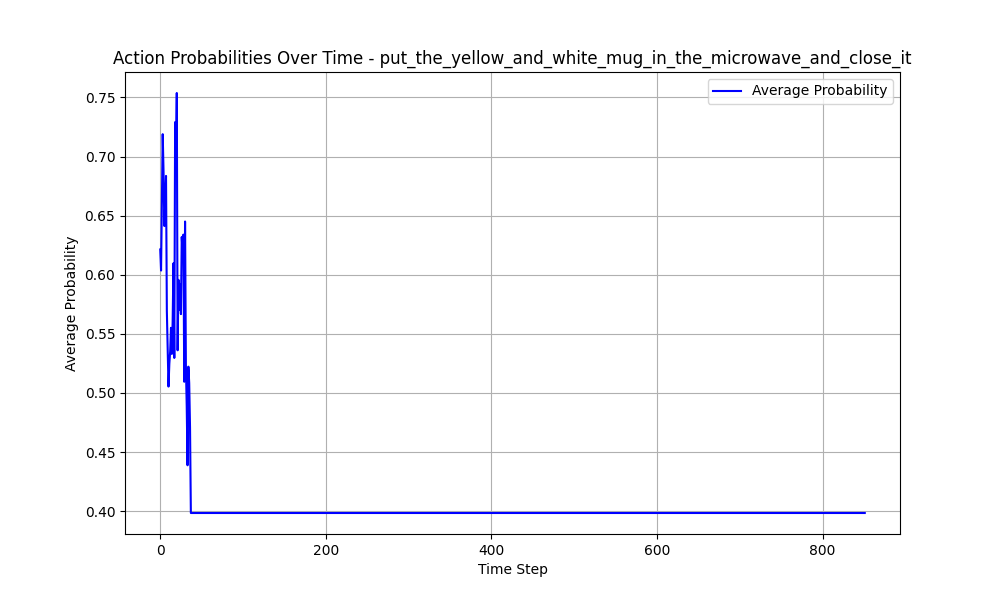 Action Probabilities Over Time - put_the_yellow_and_white_mug_in_the_microwave_and_close_it
Average Probability
0.75
0.70
0.65
0.60
0.55
0.50
0.45
0.40
Average Probability
0 200 400 600 800
Time Step